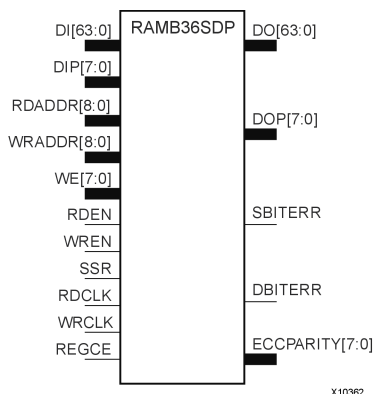 RAMB36SDP
DI[63:0]
DO[63:0]
DIP[7:0]
RDADDR[8:0]
DOP[7:0]
WRADDR[8:0]
WE[7:0]
RDEN
SBITERR
WREN
SSR
RDCLK
DBITERR
WRCLK
REGCE
ECCPARITY[7:0]
X10362